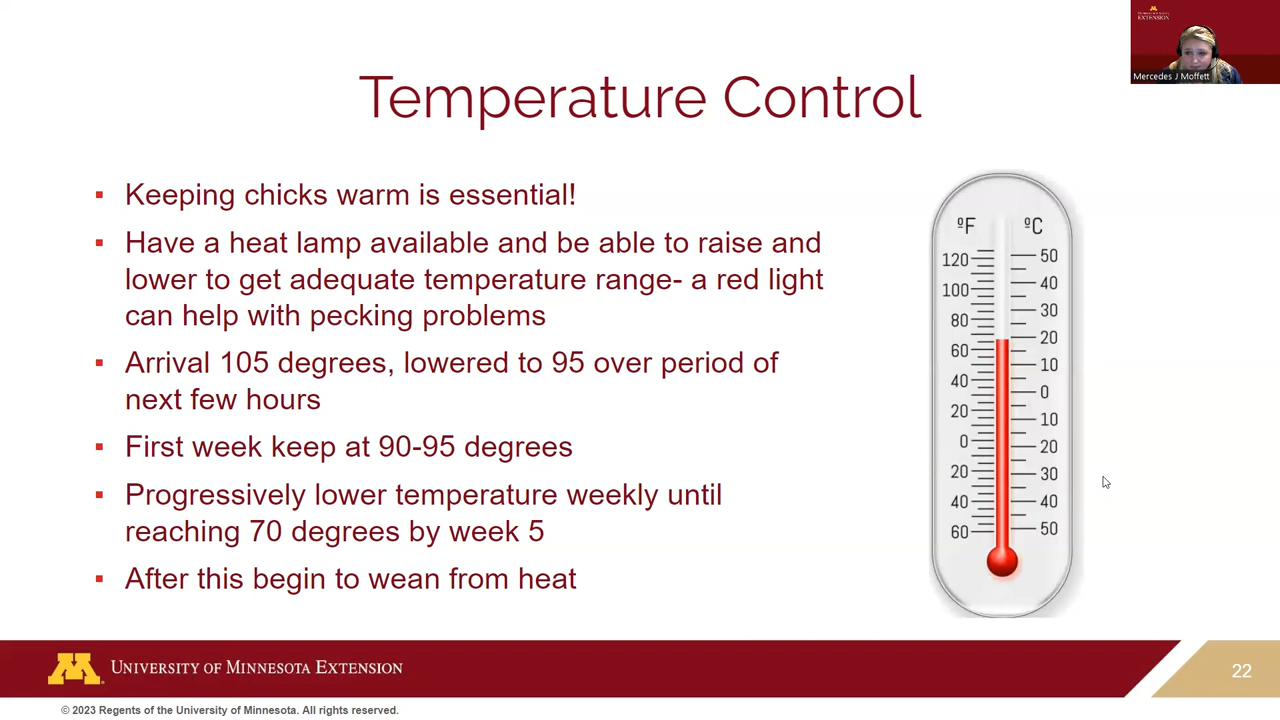 EXTENSION
Mercedes J Moffett
Temperature Control
▪ Keeping chicks warm is essential!
▪ Have a heat lamp available and be able to raise and
lower to get adequate temperature range- a red light
can help with pecking problems
▪ Arrival 105 degrees, lowered to 95 over period of
next few hours
▪ First week keep at 90-95 degrees
▪ Progressively lower temperature weekly until
reaching 70 degrees by week 5
▪ After this begin to wean from heat
ºF ºC
120 50
100 40
80 30
60 20
40 10
20 0
0 10
20 20
40 30
60 40
50
M UNIVERSITY OF MINNESOTA EXTENSION
22
© 2023 Regents of the University of Minnesota. All rights reserved.